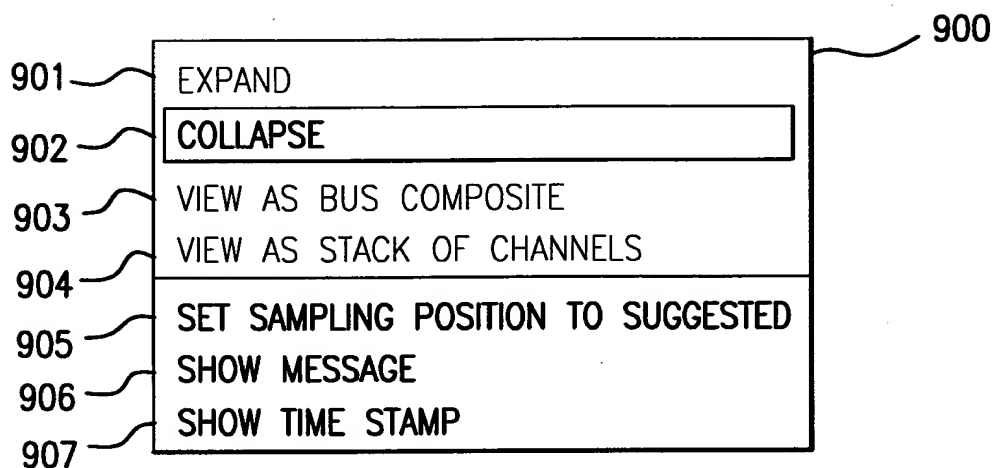 900
901 EXPAND
902 COLLAPSE
903 VIEW AS BUS COMPOSITE
904 VIEW AS STACK OF CHANNELS
905 SET SAMPLING POSITION TO SUGGESTED
906 SHOW MESSAGE
907 SHOW TIME STAMP